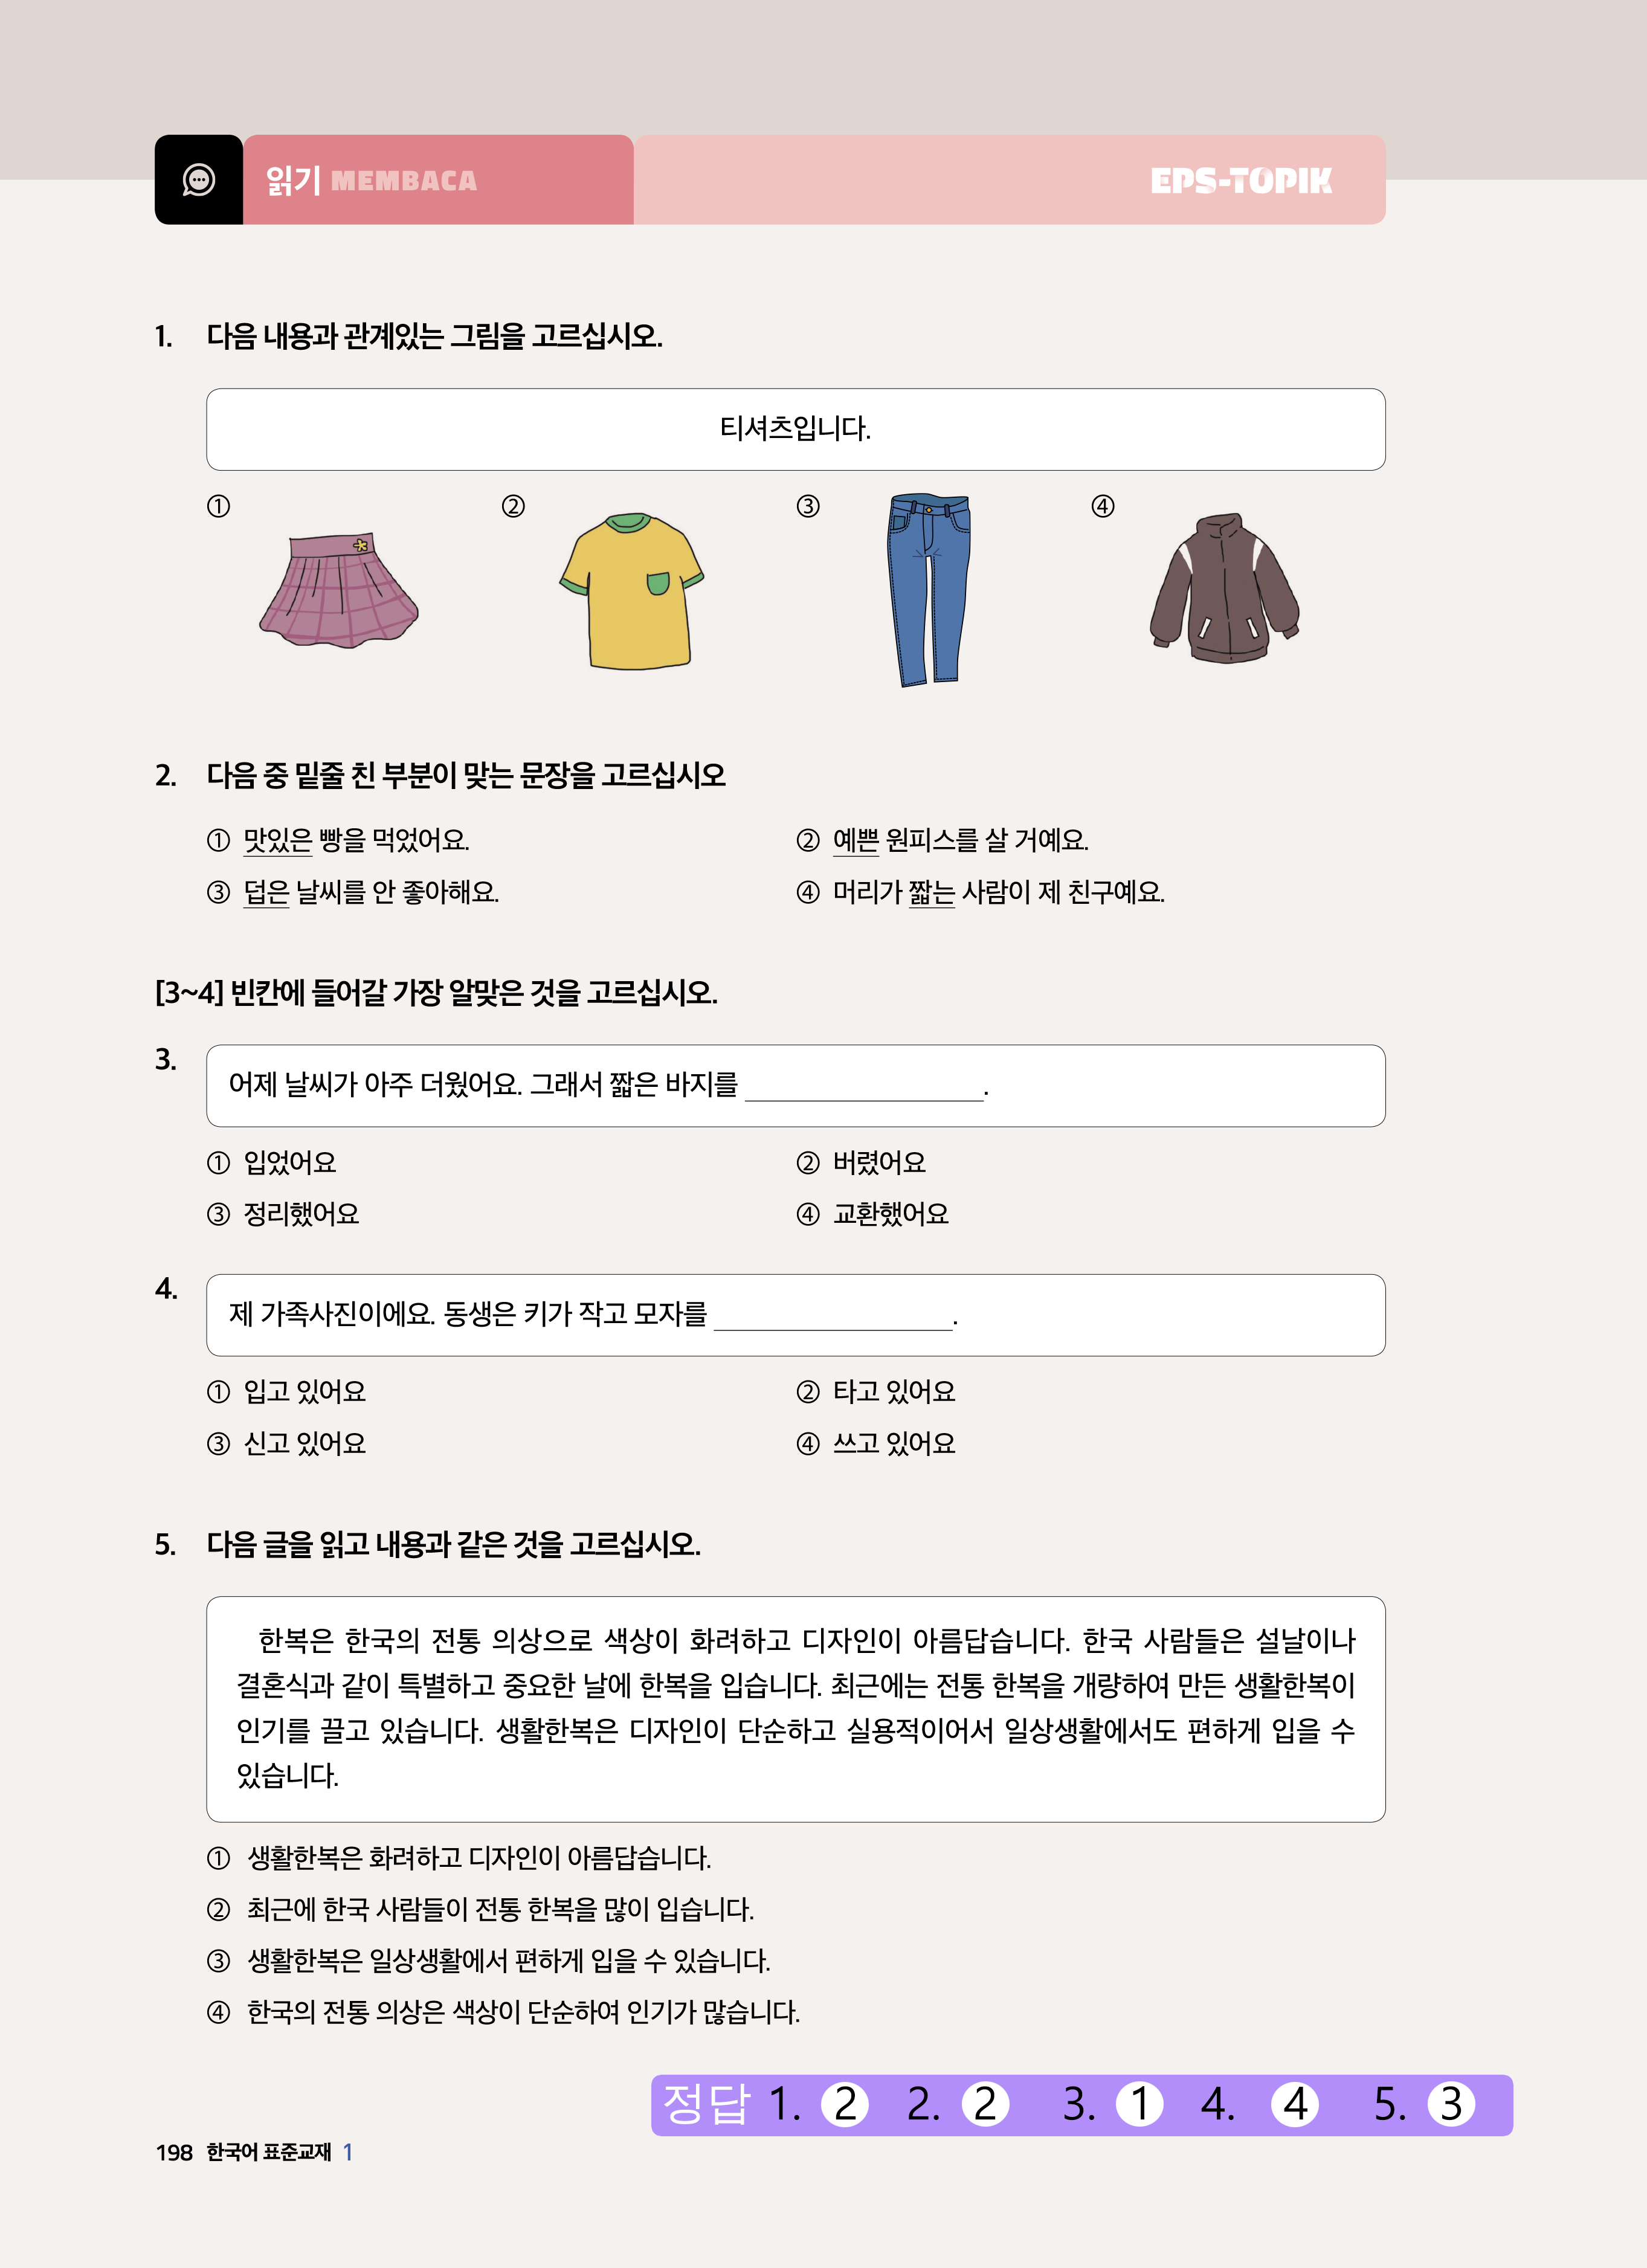 읽기 MEMBACA
EPS-TOPIK
1. 다음 내용과 관계있는 그림을 고르십시오.
티셔츠입니다.
① ② ③ ④
2. 다음 중 밑줄 친 부분이 맞는 문장을 고르십시오
① 맛있은 빵을 먹었어요. ② 예쁜 원피스를 살 거예요.
③ 덥은 날씨를 안 좋아해요. ④ 머리가 짧는 사람이 제 친구예요.
[3~4] 빈칸에 들어갈 가장 알맞은 것을 고르십시오.
3. 어제 날씨가 아주 더웠어요. 그래서 짧은 바지를 ________________.
① 입었어요 ② 버렸어요
③ 정리했어요 ④ 교환했어요
4. 제 가족사진이에요. 동생은 키가 작고 모자를 ________________.
① 입고 있어요 ② 타고 있어요
③ 신고 있어요 ④ 쓰고 있어요
5. 다음 글을 읽고 내용과 같은 것을 고르십시오.
한복은 한국의 전통 의상으로 색상이 화려하고 디자인이 아름답습니다. 한국 사람들은 설날이나
결혼식과 같이 특별하고 중요한 날에 한복을 입습니다. 최근에는 전통 한복을 개량하여 만든 생활한복이
인기를 끌고 있습니다. 생활한복은 디자인이 단순하고 실용적이어서 일상생활에서도 편하게 입을 수
있습니다.
① 생활한복은 화려하고 디자인이 아름답습니다.
② 최근에 한국 사람들이 전통 한복을 많이 입습니다.
③ 생활한복은 일상생활에서 편하게 입을 수 있습니다.
④ 한국의 전통 의상은 색상이 단순하여 인기가 많습니다.
정답 1. 2 2. 2 3. 1 4. 4 5. 3
198 한국어 표준교재 1